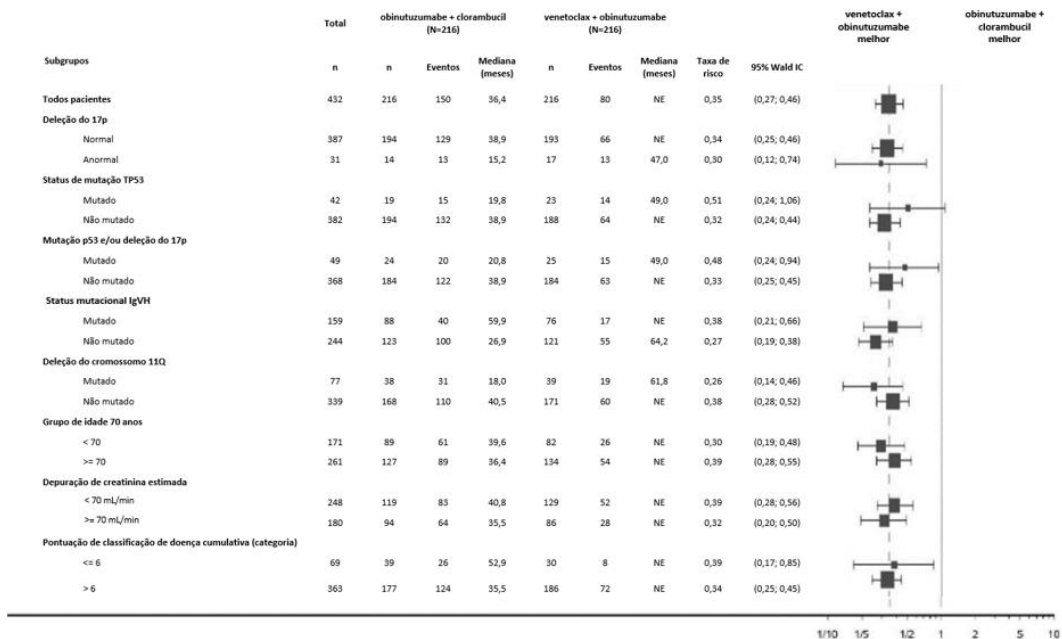 obinutuzumabe + clorambucil venetoclax + obinutuzumabe venetoclax + obinutuzumabe +
Total (N=216) (N=216) obinutuzumabe clorambucil
melhor melhor
Subgrupos n n Eventos Mediana (meses) n Eventos Mediana (meses) Taxa de risco 95% Wald IC
Todos pacientes 432 216 150 36,4 216 80 NE 0,35 (0,27; 0,46)
Deleção do 17p
Normal 387 194 129 38,9 193 66 NE 0,34 (0,25; 0,46)
Anormal 31 14 13 15,2 17 13 47,0 0,30 (0,12; 0,74)
Status de mutação TP53
Mutado 42 19 15 19,8 23 14 49,0 0,51 (0,24; 1,06)
Não mutado 382 194 132 38,9 188 64 NE 0,32 (0,24; 0,44)
Mutação p53 e/ou deleção do 17p
Mutado 49 24 20 20,8 25 15 49,0 0,48 (0,24; 0,94)
Não mutado 368 184 122 38,9 184 63 NE 0,33 (0,25; 0,45)
Status mutacional IgVH
Mutado 159 88 40 59,9 76 17 NE 0,38 (0,21; 0,66)
Não mutado 244 123 100 26,9 121 55 64,2 0,27 (0,19; 0,38)
Deleção do cromossomo 11Q
Mutado 77 38 31 18,0 39 19 61,8 0,26 (0,14; 0,46)
Não mutado 339 168 110 40,5 171 60 NE 0,38 (0,28; 0,52)
Grupo de idade 70 anos
< 70 171 89 61 39,6 82 26 NE 0,30 (0,19; 0,48)
>= 70 261 127 89 36,4 134 54 NE 0,39 (0,28; 0,55)
Depuração de creatinina estimada
< 70 mL/min 248 119 83 40,8 129 52 NE 0,39 (0,28; 0,56)
>= 70 mL/min 180 94 64 35,5 86 28 NE 0,32 (0,20; 0,50)
Pontuação de classificação de doença cumulativa (categoria)
<= 6 69 39 26 52,9 30 8 NE 0,39 (0,17; 0,85)
> 6 363 177 124 35,5 186 72 NE 0,34 (0,25; 0,45)
1/10 1/5 1/2 1 2 5 10